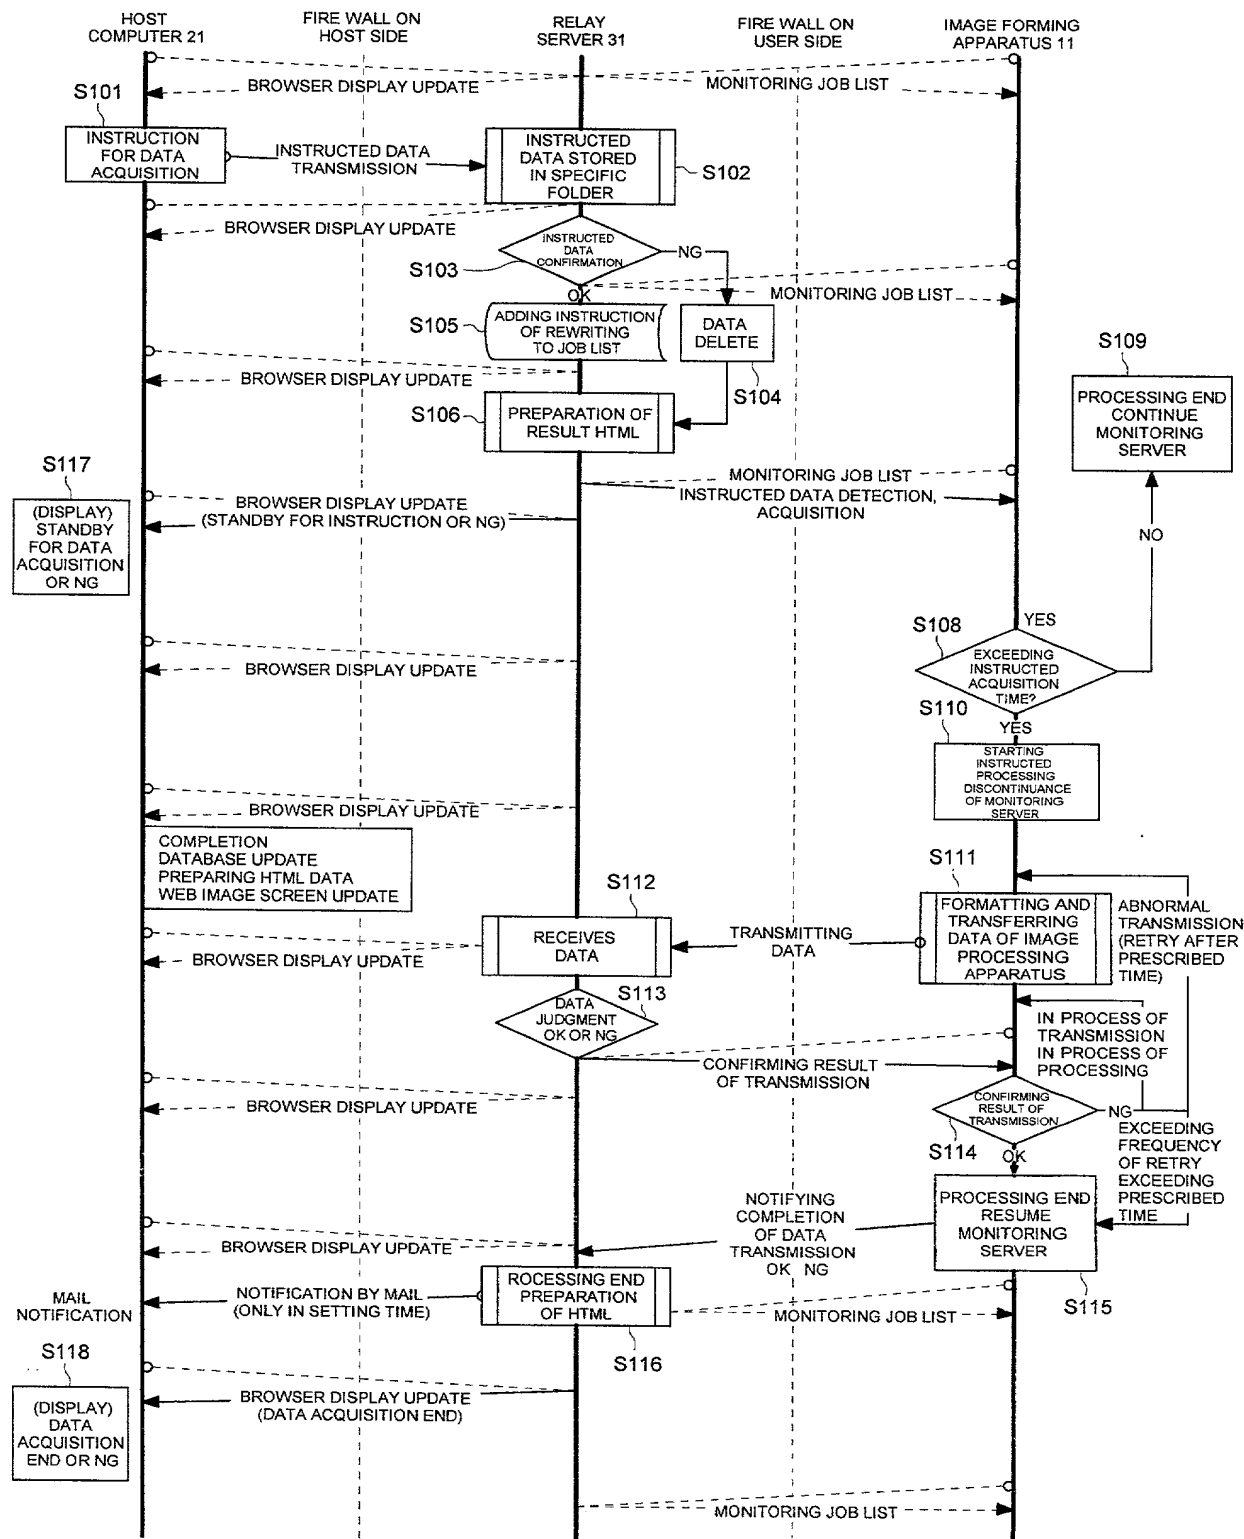 HOST
COMPUTER 21
FIRE WALL ON
HOST SIDE
RELAY
SERVER 31
FIRE WALL ON
USER SIDE
IMAGE FORMING
APPARATUS 11
BROWSER DISPLAY UPDATE
MONITORING JOB LIST
S101
INSTRUCTION
FOR DATA
ACQUISITION
INSTRUCTED DATA
TRANSMISSION
INSTRUCTED
DATA STORED
IN SPECIFIC
FOLDER
S102
BROWSER DISPLAY UPDATE
INSTRUCTED
DATA
CONFIRMATION
S103
NG
OK
MONITORING JOB LIST
S105
ADDING INSTRUCTION
OF REWRITING
TO JOB LIST
DATA
DELETE
S104
BROWSER DISPLAY UPDATE
S106
PREPARATION OF
RESULT HTML
S109
PROCESSING END
CONTINUE
MONITORING
SERVER
MONITORING JOB LIST
INSTRUCTED DATA DETECTION,
ACQUISITION
S117
(DISPLAY)
STANDBY
FOR DATA
ACQUISITION
OR NG
BROWSER DISPLAY UPDATE
(STANDBY FOR INSTRUCTION OR NG)
NO
YES
S108
EXCEEDING
INSTRUCTED
ACQUISITION
TIME?
BROWSER DISPLAY UPDATE
S110
YES
STARTING
INSTRUCTED
PROCESSING
DISCONTINUANCE
OF MONITORING
SERVER
BROWSER DISPLAY UPDATE
COMPLETION
DATABASE UPDATE
PREPARING HTML DATA
WEB IMAGE SCREEN UPDATE
S111
FORMATTING AND
TRANSFERRING
DATA OF IMAGE
PROCESSING
APPARATUS
ABNORMAL
TRANSMISSION
(RETRY AFTER
PRESCRIBED
TIME)
S112
RECEIVES
DATA
TRANSMITTING
DATA
BROWSER DISPLAY UPDATE
S113
DATA
JUDGMENT
OK OR NG
IN PROCESS OF
TRANSMISSION
IN PROCESS OF
PROCESSING
CONFIRMING RESULT
OF TRANSMISSION
BROWSER DISPLAY UPDATE
CONFIRMING
RESULT OF
TRANSMISSION
NG
S114
OK
EXCEEDING
FREQUENCY
OF RETRY
EXCEEDING
PRESCRIBED
TIME
PROCESSING END
RESUME
MONITORING
SERVER
S115
NOTIFYING
COMPLETION
OF DATA
TRANSMISSION
OK NG
BROWSER DISPLAY UPDATE
MAIL
NOTIFICATION
NOTIFICATION BY MAIL
(ONLY IN SETTING TIME)
ROCESSING END
PREPARATION
OF HTML
S116
MONITORING JOB LIST
S118
(DISPLAY)
DATA
ACQUISITION
END OR NG
BROWSER DISPLAY UPDATE
(DATA ACQUISITION END)
MONITORING JOB LIST